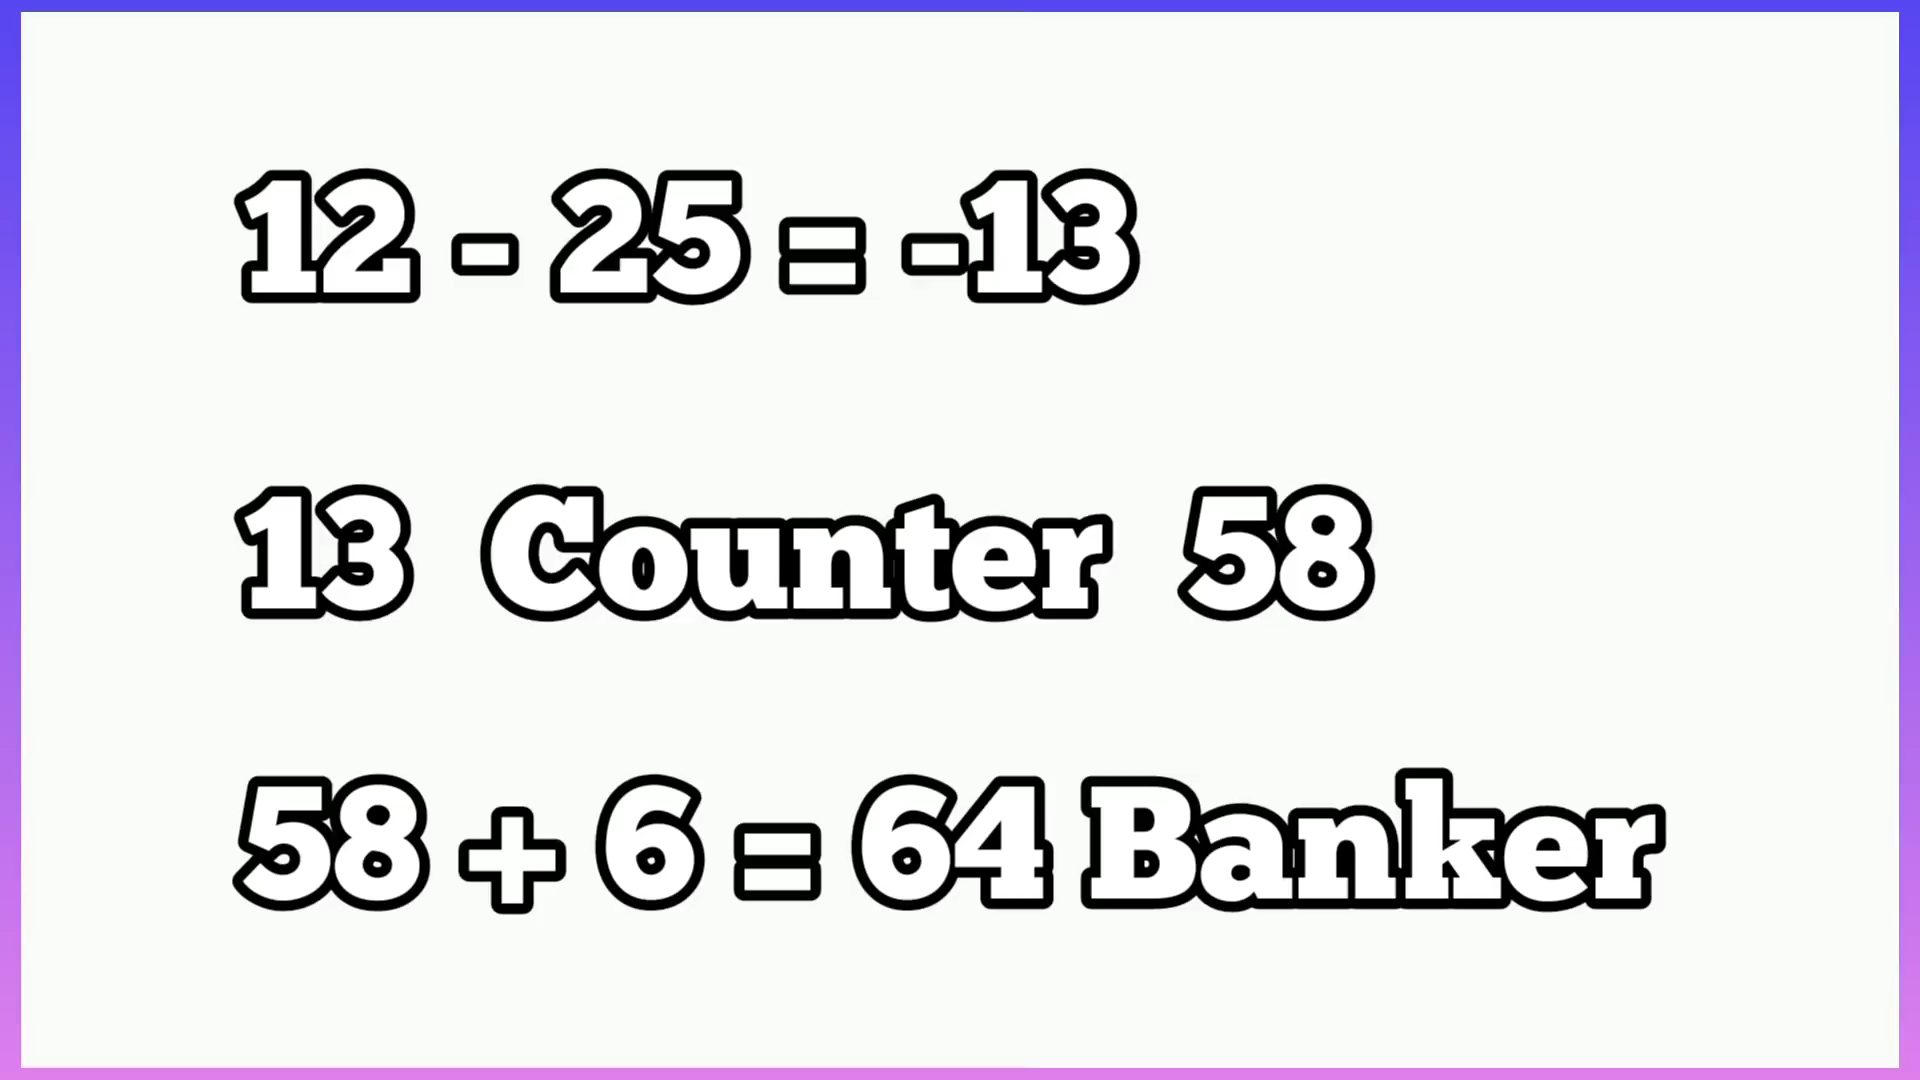 12 - 25 = -13
13 Counter 58
58 + 6 = 64 Banker